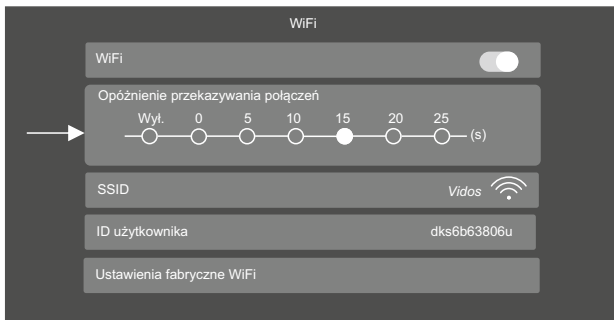 WiFi
WiFi
Opóźnienie przekazywania połączeń
Wył. 0 5 10 15 20 25
(s)
SSID Vidos
ID użytkownika dks6b63806u
Ustawienia fabryczne WiFi